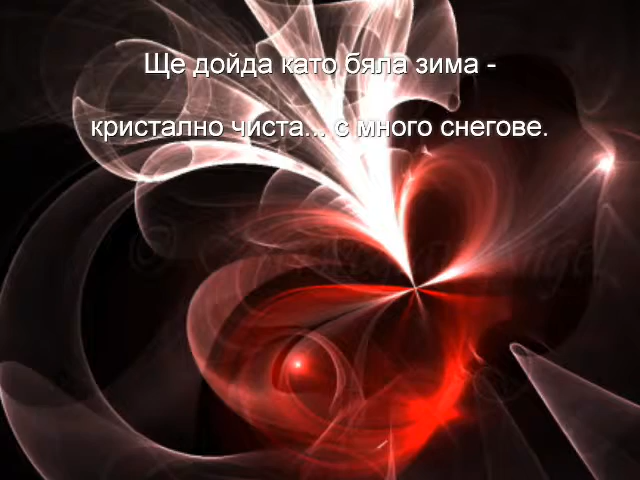 Ще дойда като бяла зима -
кристално чиста... с много снегове.